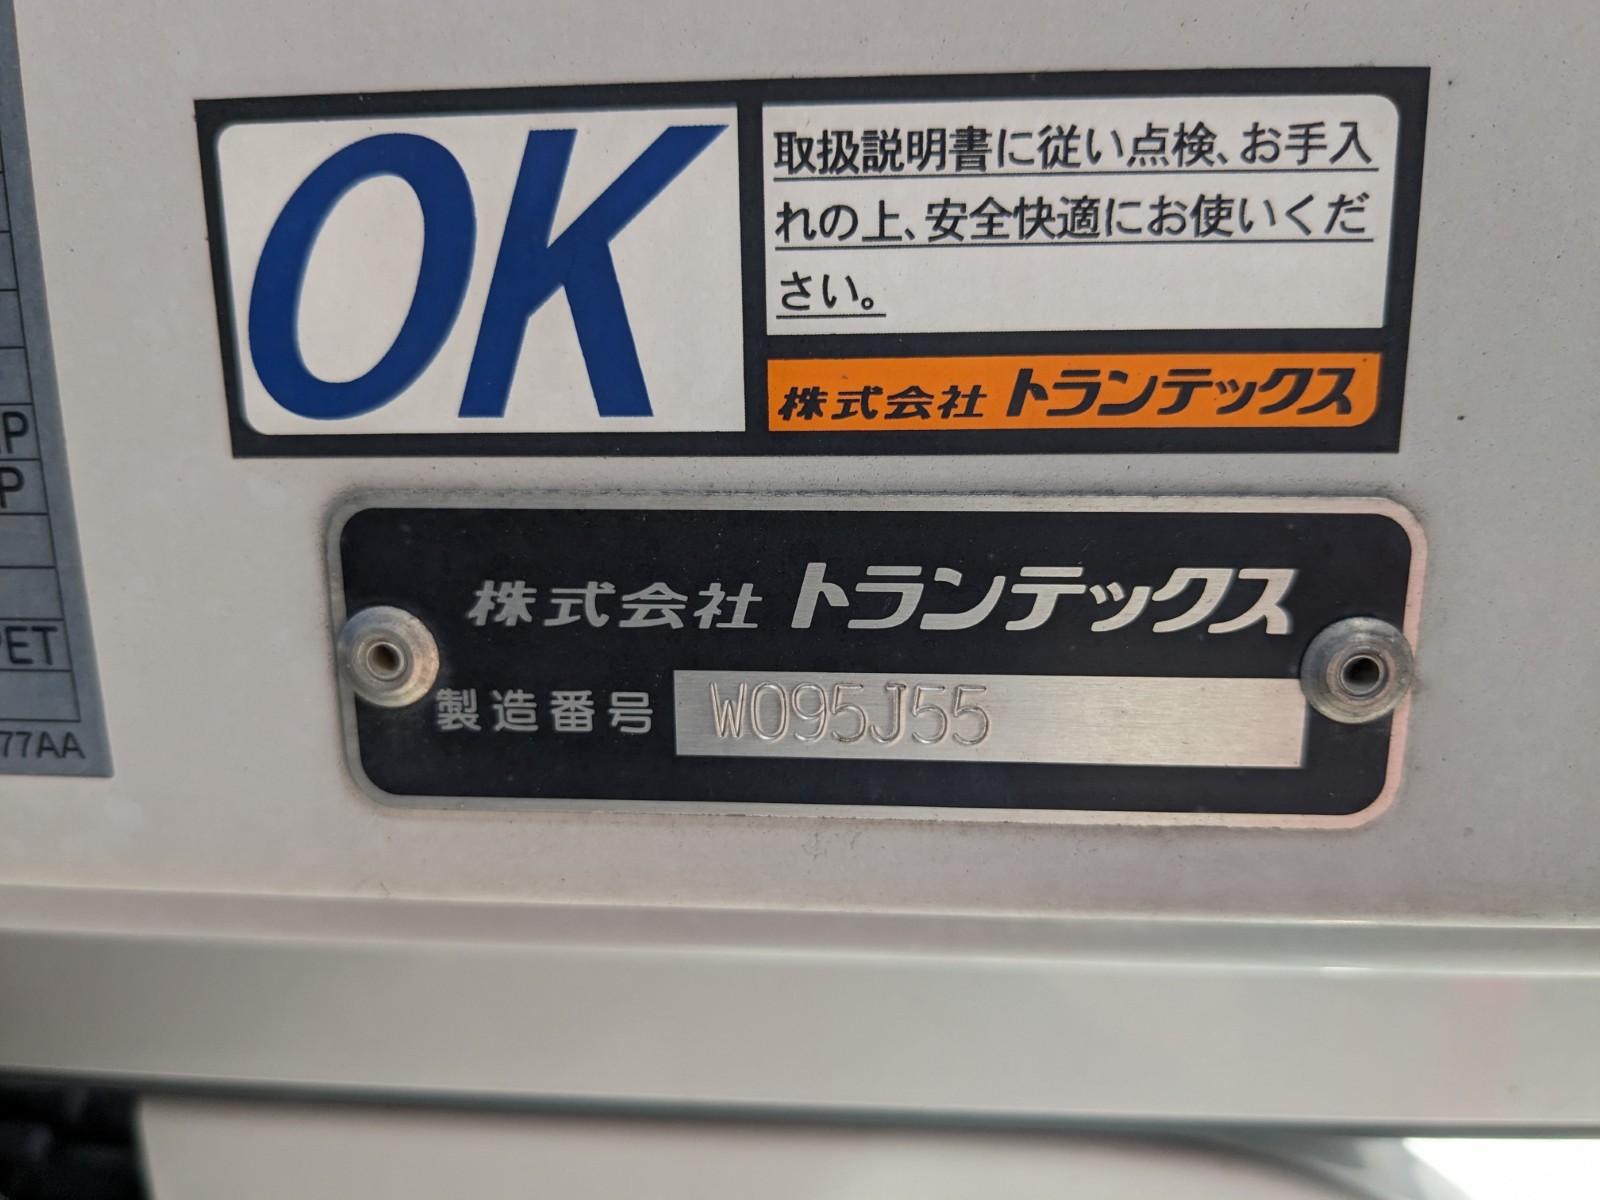 OK
取扱説明書に従い点検、お手入
れの上、安全快適にお使いくだ
さい。
株式会社トランテックス
株式会社トランテックス
製造番号 W095J55
P
P
PET
77AA